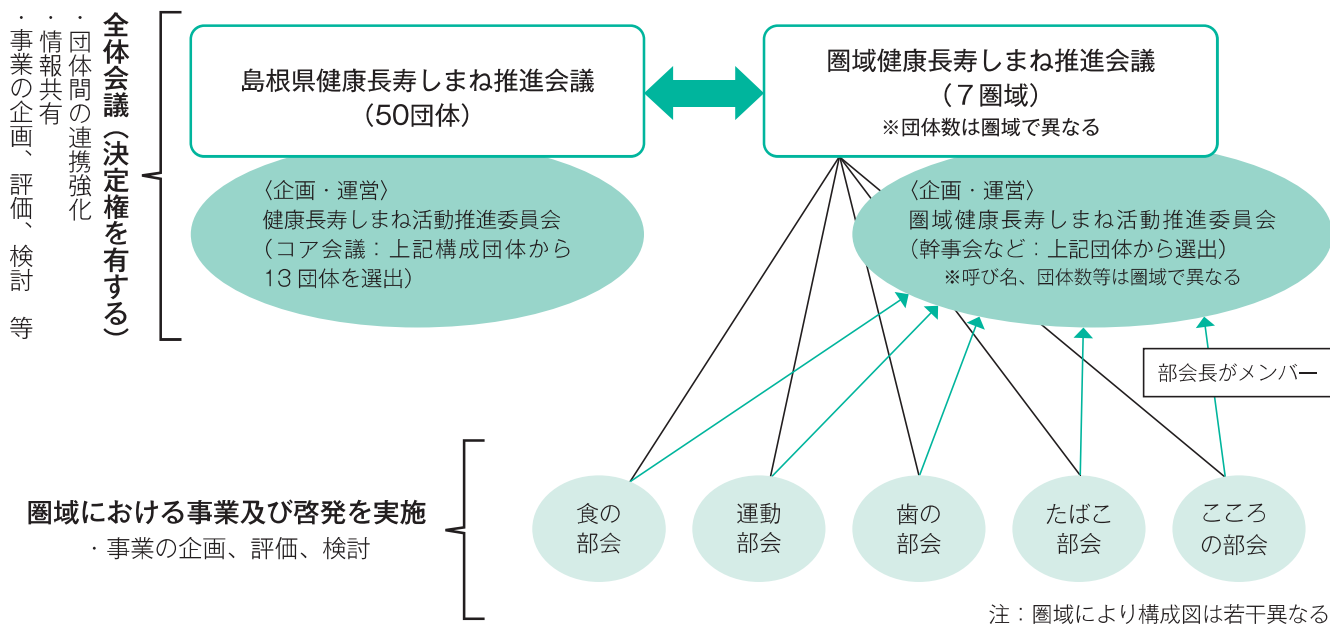 全体会議（決定権を有する）
・団体間の連携強化
・情報共有
・事業の企画、評価、検討　等
島根県健康長寿しまね推進会議
（50団体）
〈企画・運営〉
健康長寿しまね活動推進委員会
（コア会議：上記構成団体から
13団体を選出）
圏域健康長寿しまね推進会議
（７圏域）
※団体数は圏域で異なる
〈企画・運営〉
圏域健康長寿しまね活動推進委員会
（幹事会など：上記団体から選出）
※呼び名、団体数等は圏域で異なる
部会長がメンバー
圏域における事業及び啓発を実施
・事業の企画、評価、検討
食の
部会
運動
部会
歯の
部会
たばこ
部会
こころ
の部会
注：圏域により構成図は若干異なる